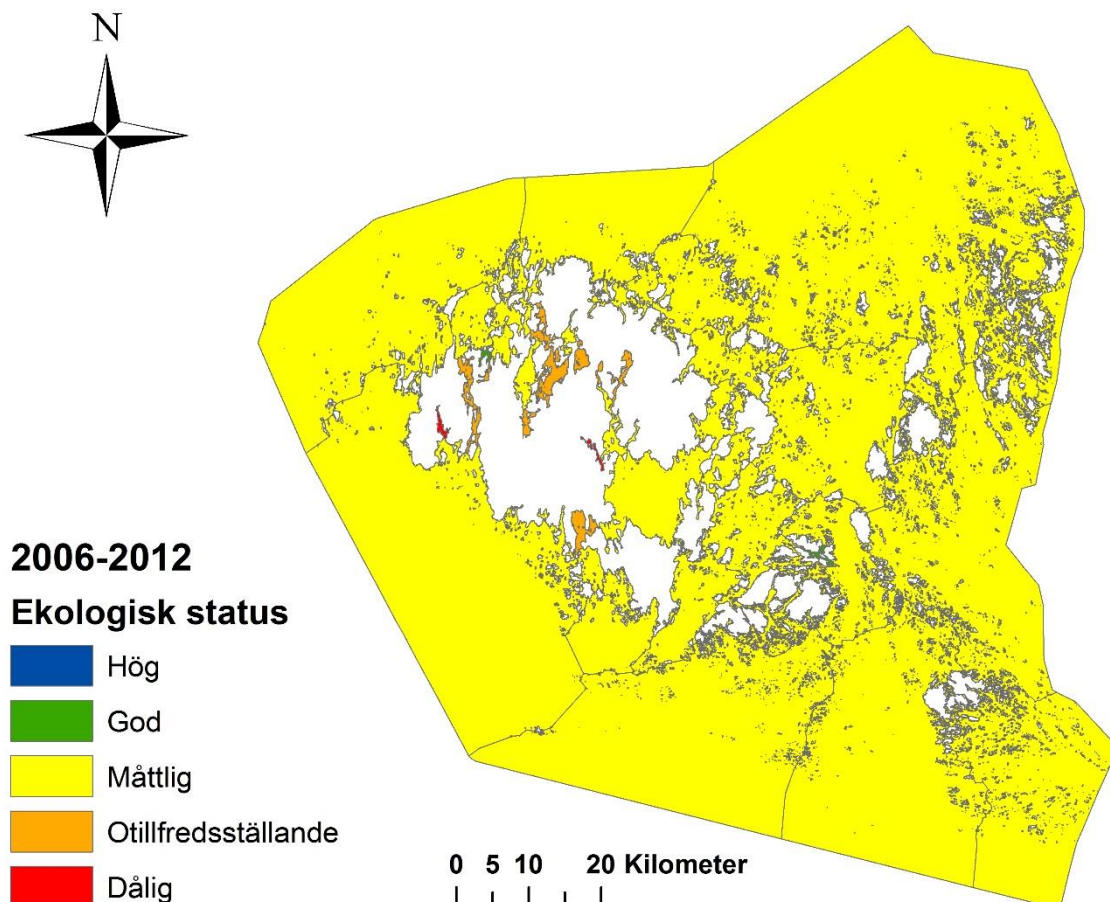 N
2006-2012
Ekologisk status
Hög
God
Måttlig
Otillfredsställande
Dålig
0 5 10 20 Kilometer